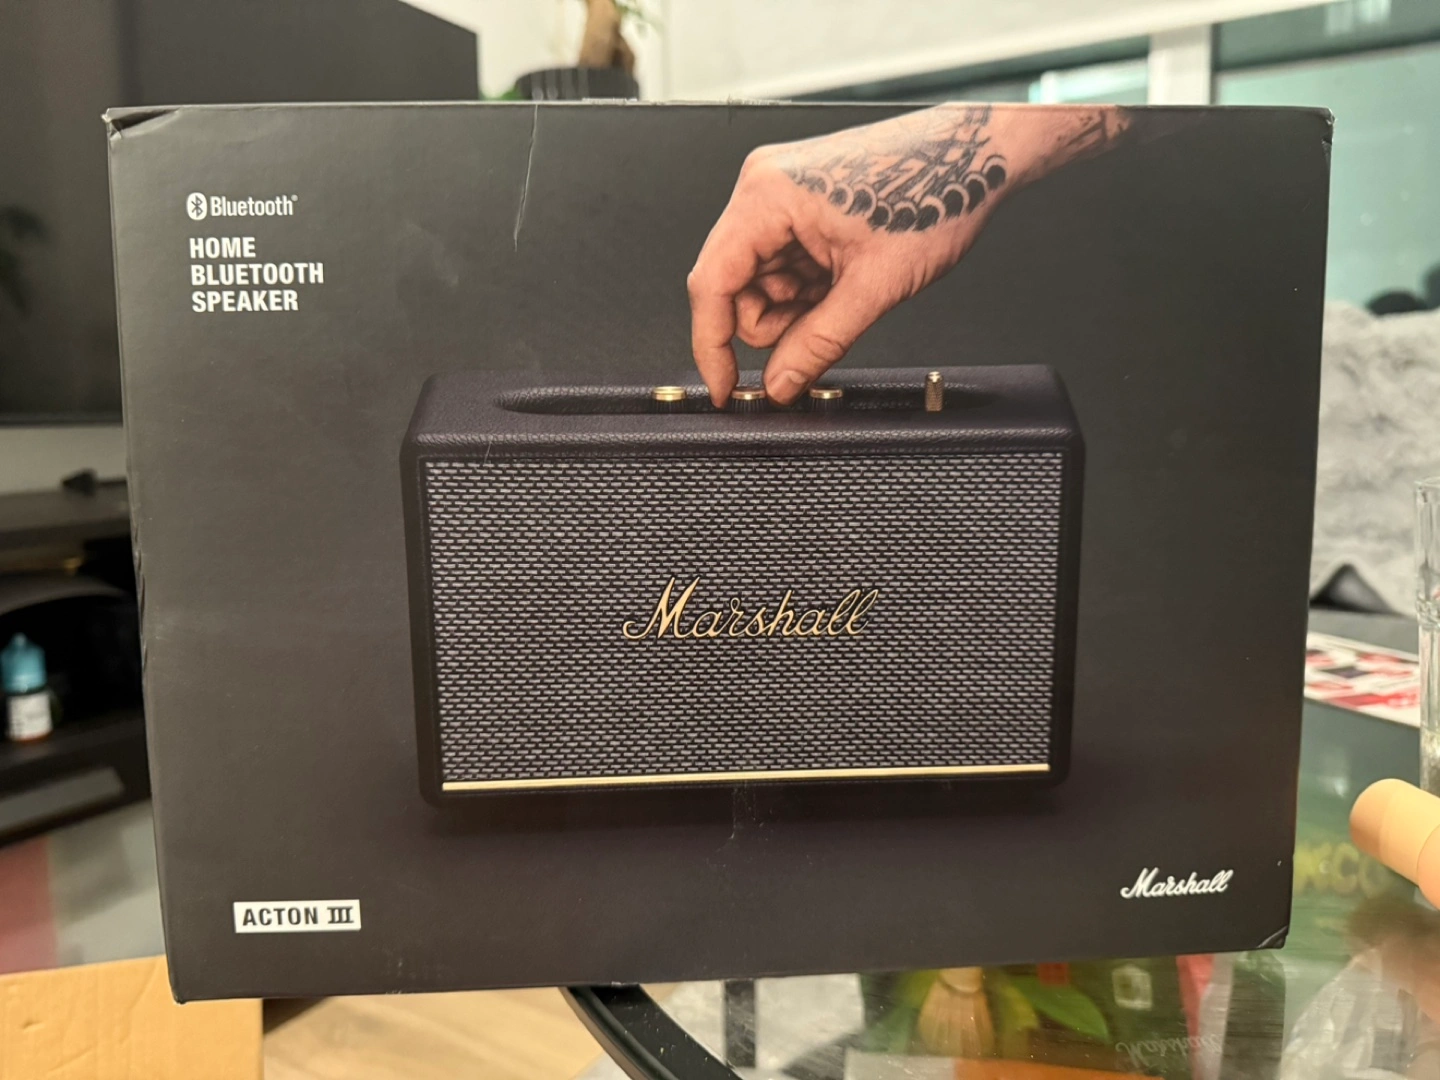 Bluetooth®
HOME
BLUETOOTH
SPEAKER
Marshall
Marshall
ACTON III